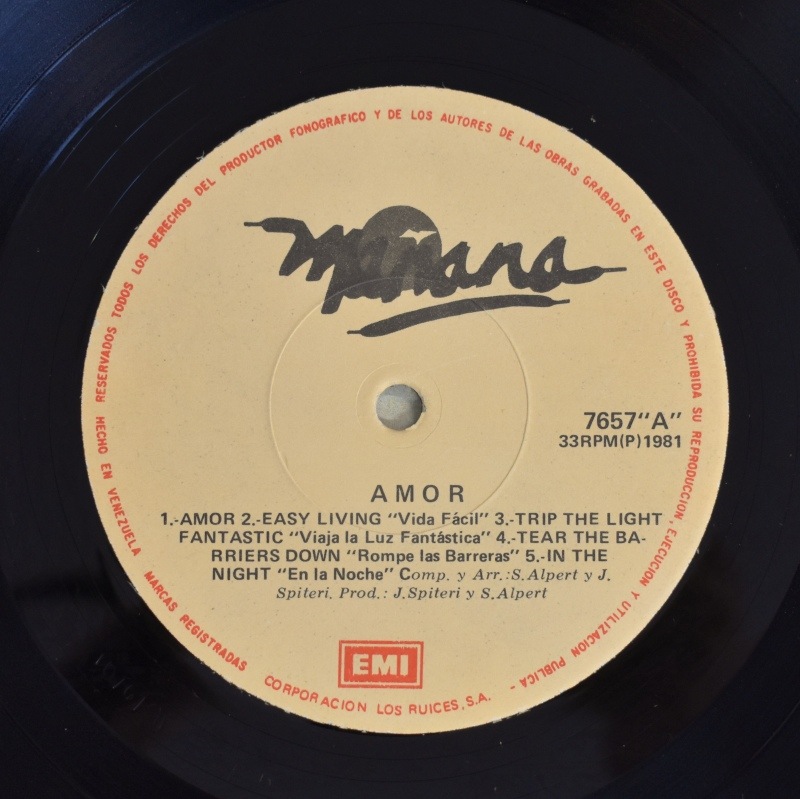 RESERVADOS TODOS LOS DERECHOS DEL PRODUCTOR FONOGRAFICO Y DE LOS AUTORES DE LAS OBRAS GRABADAS EN ESTE DISCO Y PROHIBIDA SU REPRODUCCION, EJECUCION Y UTILIZACION PUBLICA -
Manana
7657"A"
33RPM(P)1981
AMOR
1.-AMOR 2.-EASY LIVING "Vida Fácil" 3.-TRIP THE LIGHT
FANTASTIC "Viaja la Luz Fantástica" 4.-TEAR THE BA-
RRIERS DOWN "Rompe las Barreras" 5.-IN THE
NIGHT "En la Noche" Comp. y Arr.:S.Alpert y J.
Spiteri. Prod.: J.Spiteri y S.Alpert
EMI
HECHO EN VENEZUELA MARCAS REGISTRADAS CORPORACION LOS RUICES, S.A.